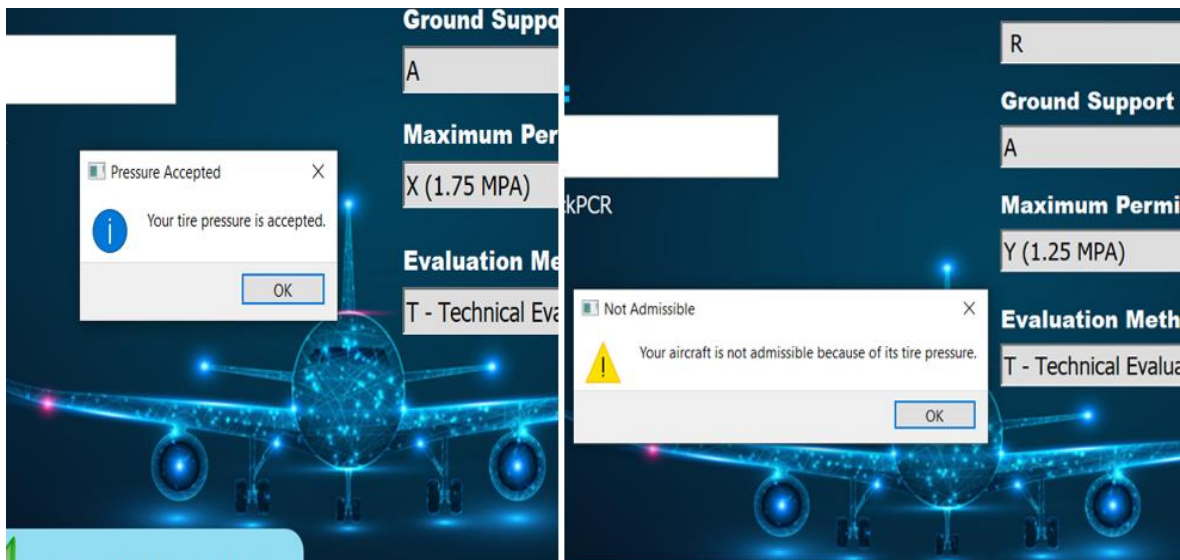 Ground Suppo
A
Maximum Per
X (1.75 MPA)
Evaluation Me
T - Technical Eva
Pressure Accepted
Your tire pressure is accepted.
OK
R
Ground Support
A
kPCR
Maximum Permi
Y (1.25 MPA)
Evaluation Meth
T - Technical Evalua
Not Admissible
Your aircraft is not admissible because of its tire pressure.
OK